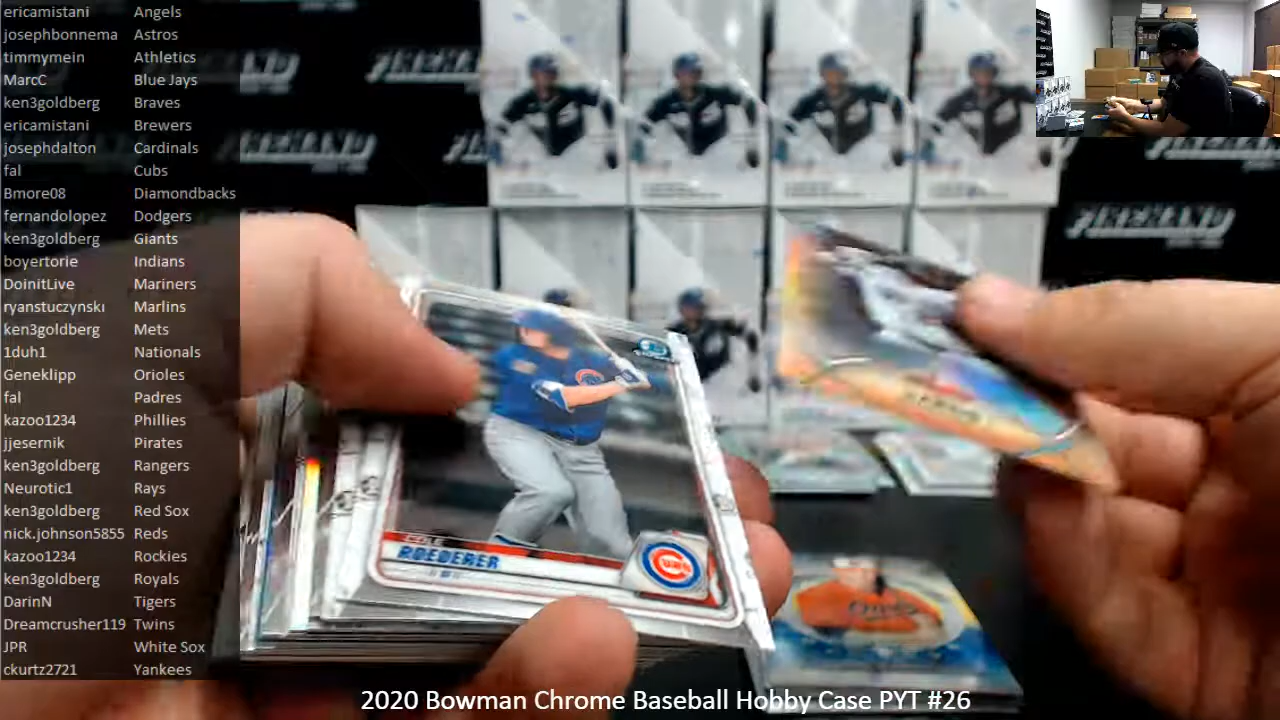 ericamistani Angels
josephbonnema Astros
timmymein Athletics
MarcC Blue Jays
ken3goldberg Braves
ericamistani Brewers
josephdalton Cardinals
fal Cubs
Bmore08 Diamondbacks
fernandolopez Dodgers
ken3goldberg Giants
boyertorie Indians
DoinitLive Mariners
ryanstuczynski Marlins
ken3goldberg Mets
1duh1 Nationals
Geneklipp Orioles
fal Padres
kazoo1234 Phillies
jjesernik Pirates
ken3goldberg Rangers
Neurotic1 Rays
ken3goldberg Red Sox
nick.johnson5855 Reds
kazoo1234 Rockies
ken3goldberg Royals
DarinN Tigers
Dreamcrusher119 Twins
JPR White Sox
ckurtz2721 Yankees
FIREHAND
COLE
ROEDERER
CUBS
2020 Bowman Chrome Baseball Hobby Case PYT #26